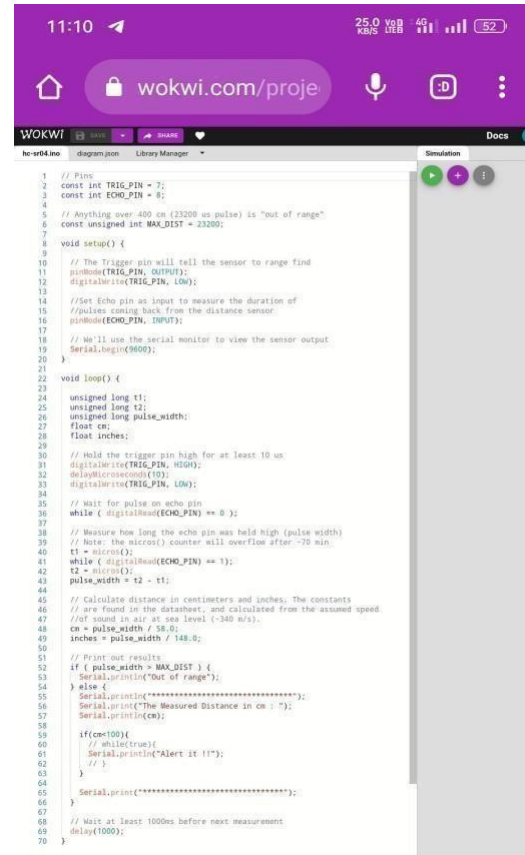 11:10
25.0 KB/S
Vo) LTE
4G
52
wokwi.com/proje
:D
WOKWI
SAVE
SHARE
Docs
hc-sr04.ino
diagram.json
Library Manager
Simulation
1 // Pins
2 const int TRIG_PIN = 7;
3 const int ECHO_PIN = 8;
4
5 // Anything over 400 cm (23200 us pulse) is "out of range"
6 const unsigned int MAX_DIST = 23200;
7
8 void setup() {
9
10 // The Trigger pin will tell the sensor to range find
11 pinMode(TRIG_PIN, OUTPUT);
12 digitalWrite(TRIG_PIN, LOW);
13
14 //Set Echo pin as input to measure the duration of
15 //pulses coming back from the distance sensor
16 pinMode(ECHO_PIN, INPUT);
17
18 // We'll use the serial monitor to view the sensor output
19 Serial.begin(9600);
20 }
21
22 void loop() {
23
24 unsigned long t1;
25 unsigned long t2;
26 unsigned long pulse_width;
27 float cm;
28 float inches;
29
30 // Hold the trigger pin high for at least 10 us
31 digitalWrite(TRIG_PIN, HIGH);
32 delayMicroseconds(10);
33 digitalWrite(TRIG_PIN, LOW);
34
35 // Wait for pulse on echo pin
36 while ( digitalRead(ECHO_PIN) == 0 );
37
38 // Measure how long the echo pin was held high (pulse width)
39 // Note: the micros() counter will overflow after ~70 min
40 t1 = micros();
41 while ( digitalRead(ECHO_PIN) == 1);
42 t2 = micros();
43 pulse_width = t2 - t1;
44
45 // Calculate distance in centimeters and inches. The constants
46 // are found in the datasheet, and calculated from the assumed speed
47 //of sound in air at sea level (~340 m/s).
48 cm = pulse_width / 58.0;
49 inches = pulse_width / 148.0;
50
51 // Print out results
52 if ( pulse_width > MAX_DIST ) {
53 Serial.println("Out of range");
54 } else {
55 Serial.println("********************************");
56 Serial.print("The Measured Distance in cm : ");
57 Serial.println(cm);
58
59 if(cm<100){
60 // while(true){
61 Serial.println("Alert it !!");
62 // }
63 }
64
65 Serial.print("********************************");
66 }
67
68 // Wait at least 1000ms before next measurement
69 delay(1000);
70 }